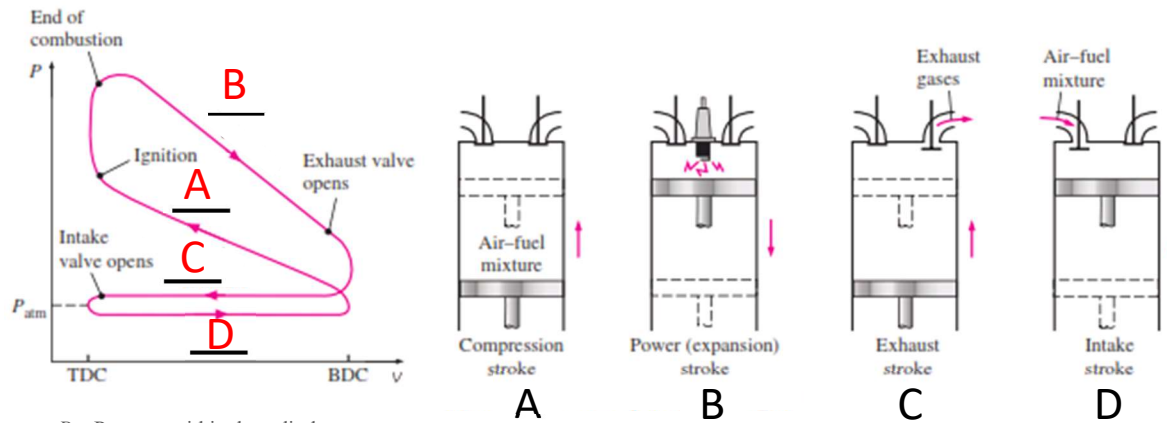 End of
combustion
P
B
Ignition
Exhaust valve
opens
A
Intake
valve opens
C
Patm
D
TDC
BDC
v
Exhaust
gases
Air–fuel
mixture
Air–fuel
mixture
Compression
stroke
A
Power (expansion)
stroke
B
Exhaust
stroke
C
Intake
stroke
D